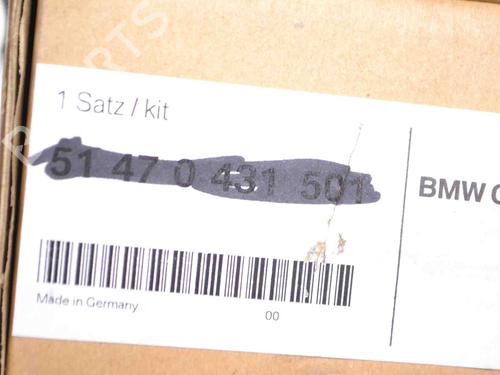 1 Satz / kit
51 47 0 431 501
BMW
Made in Germany
00